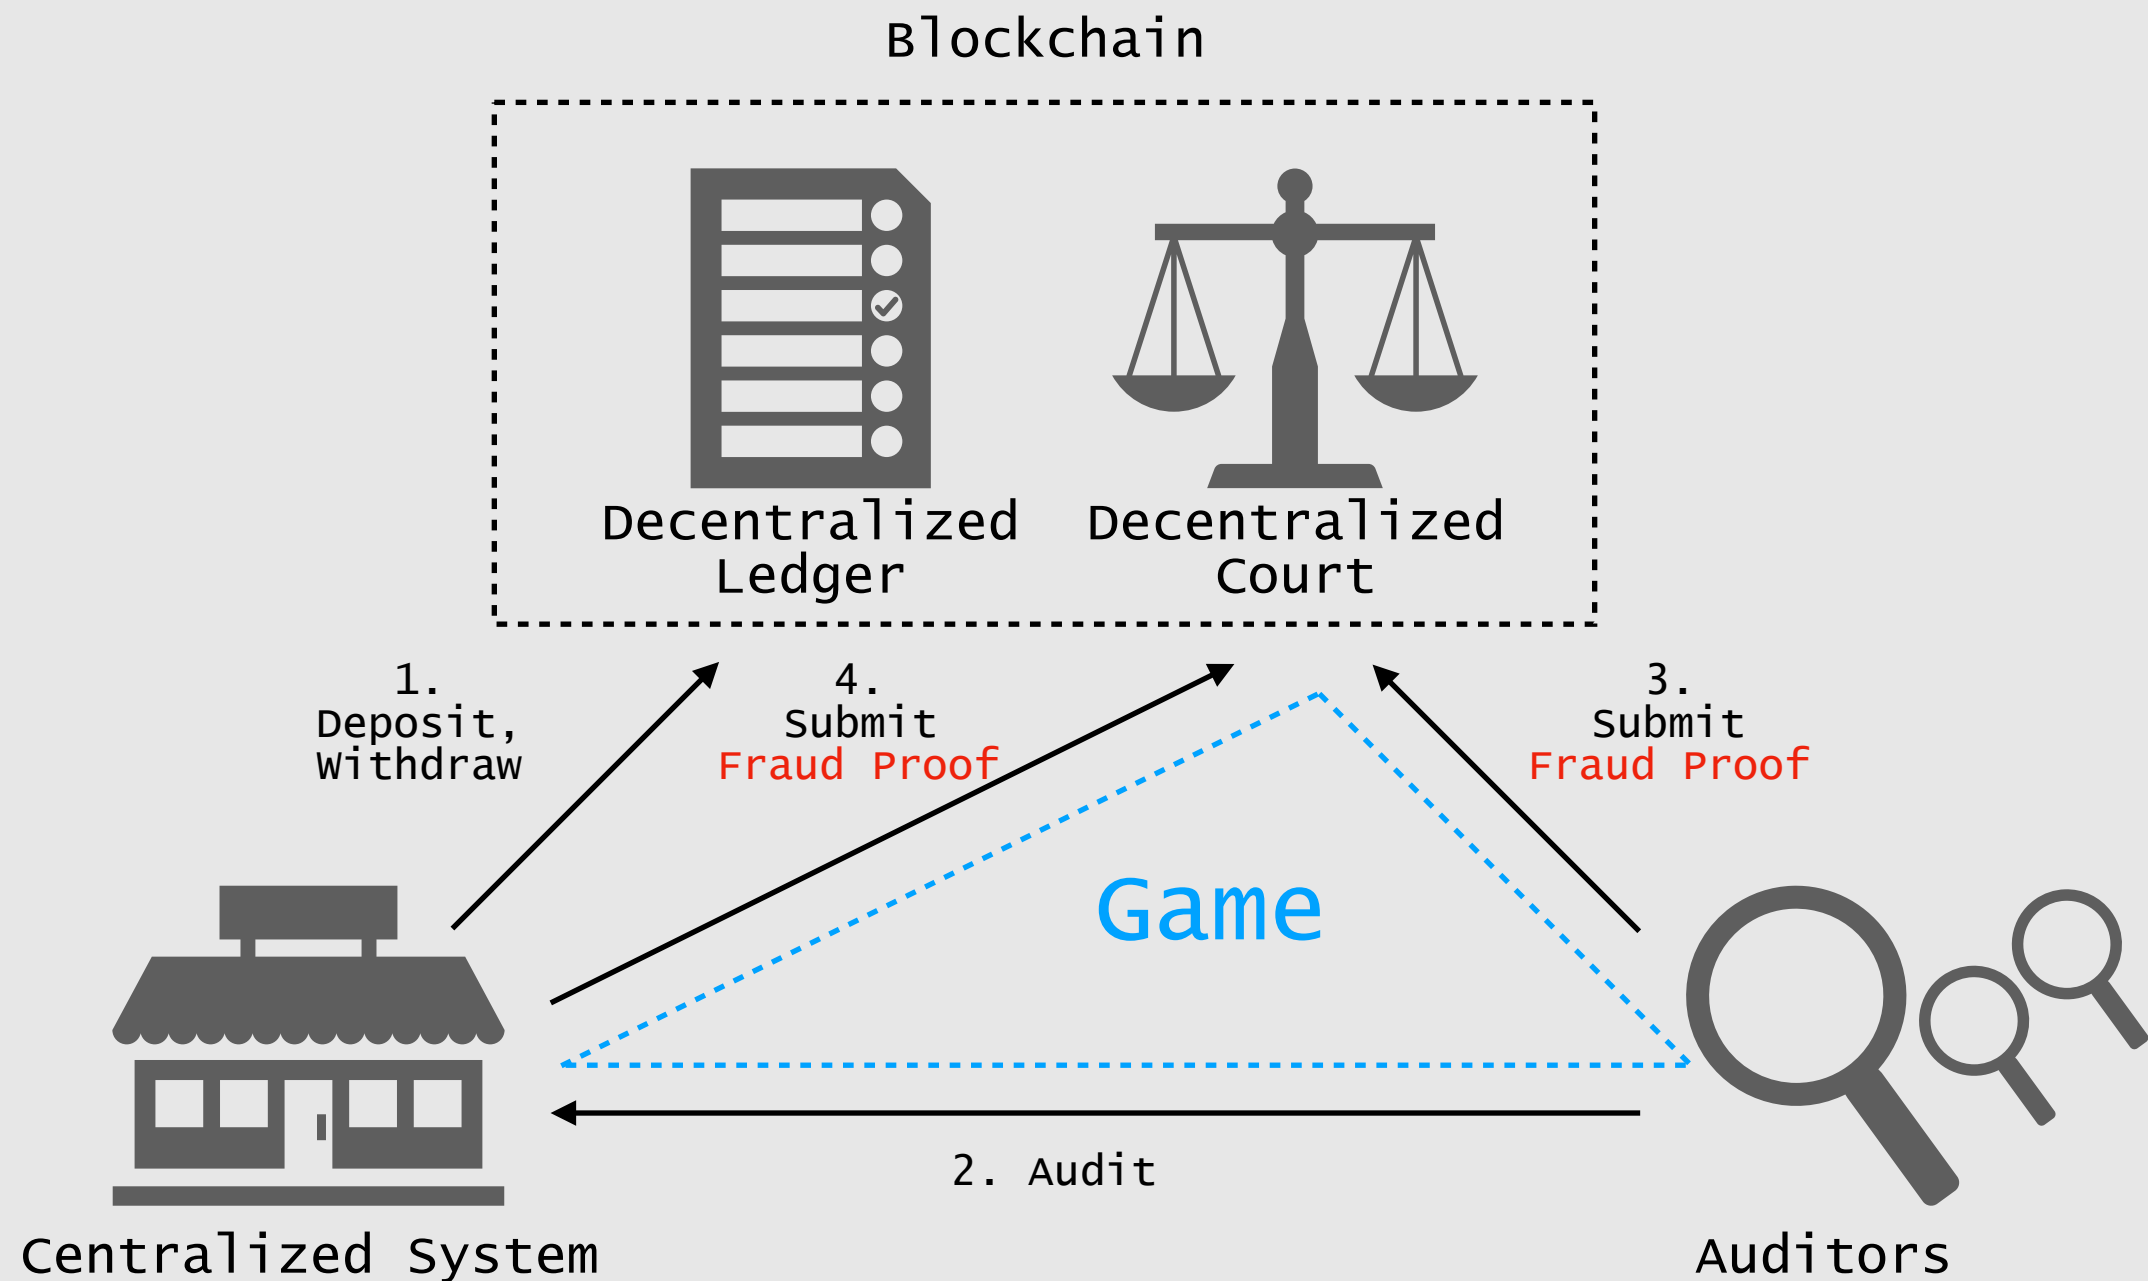 Blockchain
Decentralized
Ledger
Decentralized
Court
1.
Deposit,
Withdraw
4.
Submit
Fraud Proof
3.
Submit
Fraud Proof
Game
2. Audit
Centralized System
Auditors